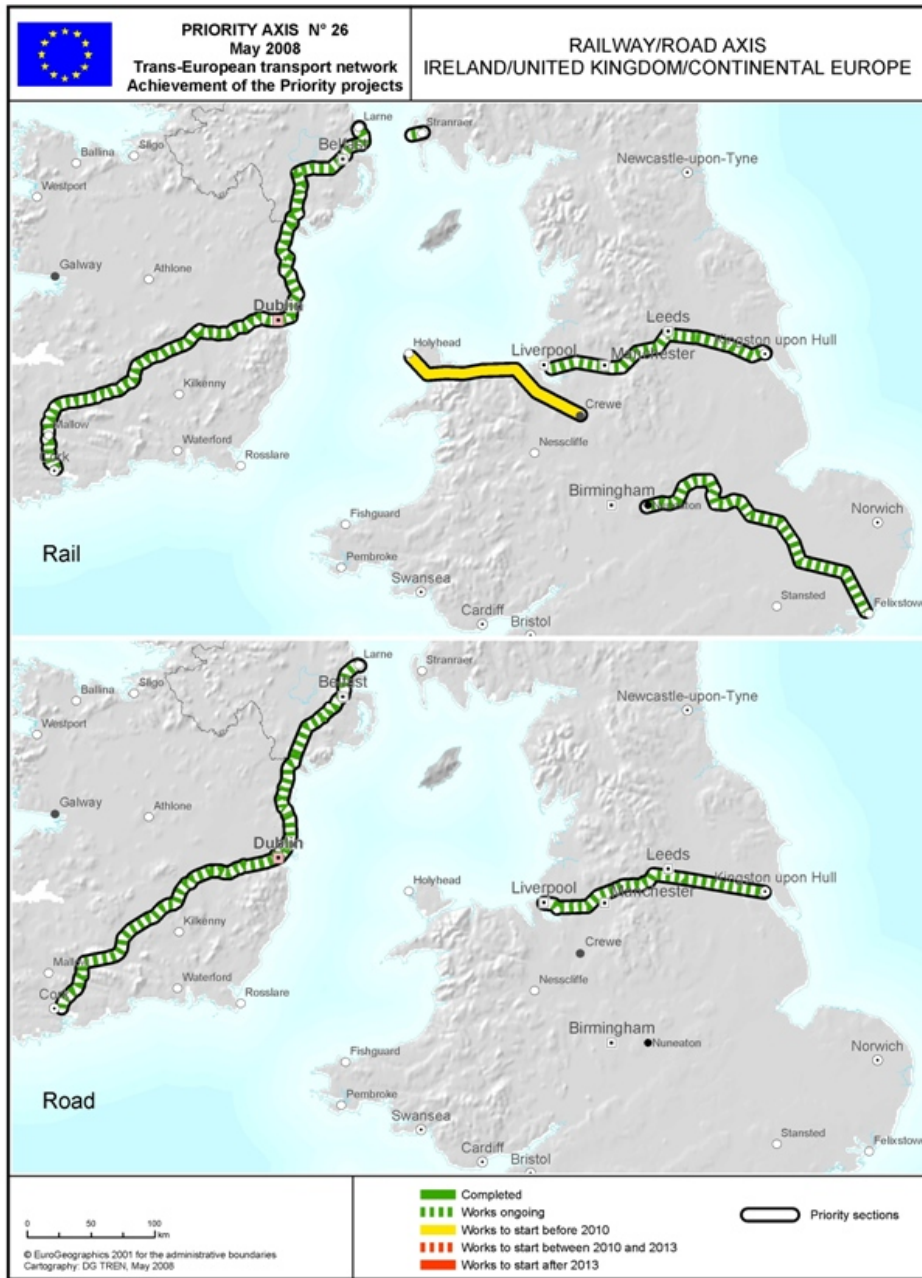 PRIORITY AXIS N° 26
May 2008
Trans-European transport network
Achievement of the Priority projects
RAILWAY/ROAD AXIS
IRELAND/UNITED KINGDOM/CONTINENTAL EUROPE
Larne
Stranraer
Belfast
Ballina
Sligo
Newcastle-upon-Tyne
Westport
Galway
Athlone
Dublin
Leeds
Kingston upon Hull
Holyhead
Liverpool
Manchester
Kilkenny
Crewe
Mallow
Waterford
Nesscliffe
Cork
Rosslare
Birmingham
Nuneaton
Norwich
Fishguard
Rail
Pembroke
Swansea
Stansted
Felixstow
Cardiff
Bristol
Larne
Stranraer
Belfast
Ballina
Sligo
Newcastle-upon-Tyne
Westport
Galway
Athlone
Dublin
Leeds
Kingston upon Hull
Holyhead
Liverpool
Manchester
Kilkenny
Crewe
Mallow
Waterford
Nesscliffe
Cork
Rosslare
Birmingham
Nuneaton
Norwich
Fishguard
Road
Pembroke
Swansea
Stansted
Felixstow
Cardiff
Bristol
Completed
Works ongoing
Works to start before 2010
Works to start between 2010 and 2013
Works to start after 2013
Priority sections
0 50 100
km
© EuroGeographics 2001 for the administrative boundaries
Cartography: DG TREN, May 2008